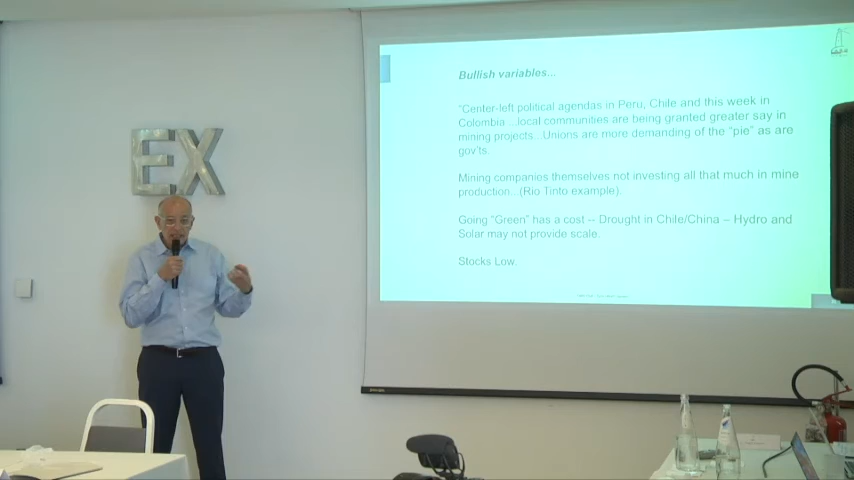 EX
Bullish variables...
"Center-left political agendas in Peru, Chile and this week in
Colombia ...local communities are being granted greater say in
mining projects...Unions are more demanding of the "pie" as are
gov'ts.
Mining companies themselves not investing all that much in mine
production...(Rio Tinto example).
Going "Green" has a cost -- Drought in Chile/China – Hydro and
Solar may not provide scale.
Stocks Low.